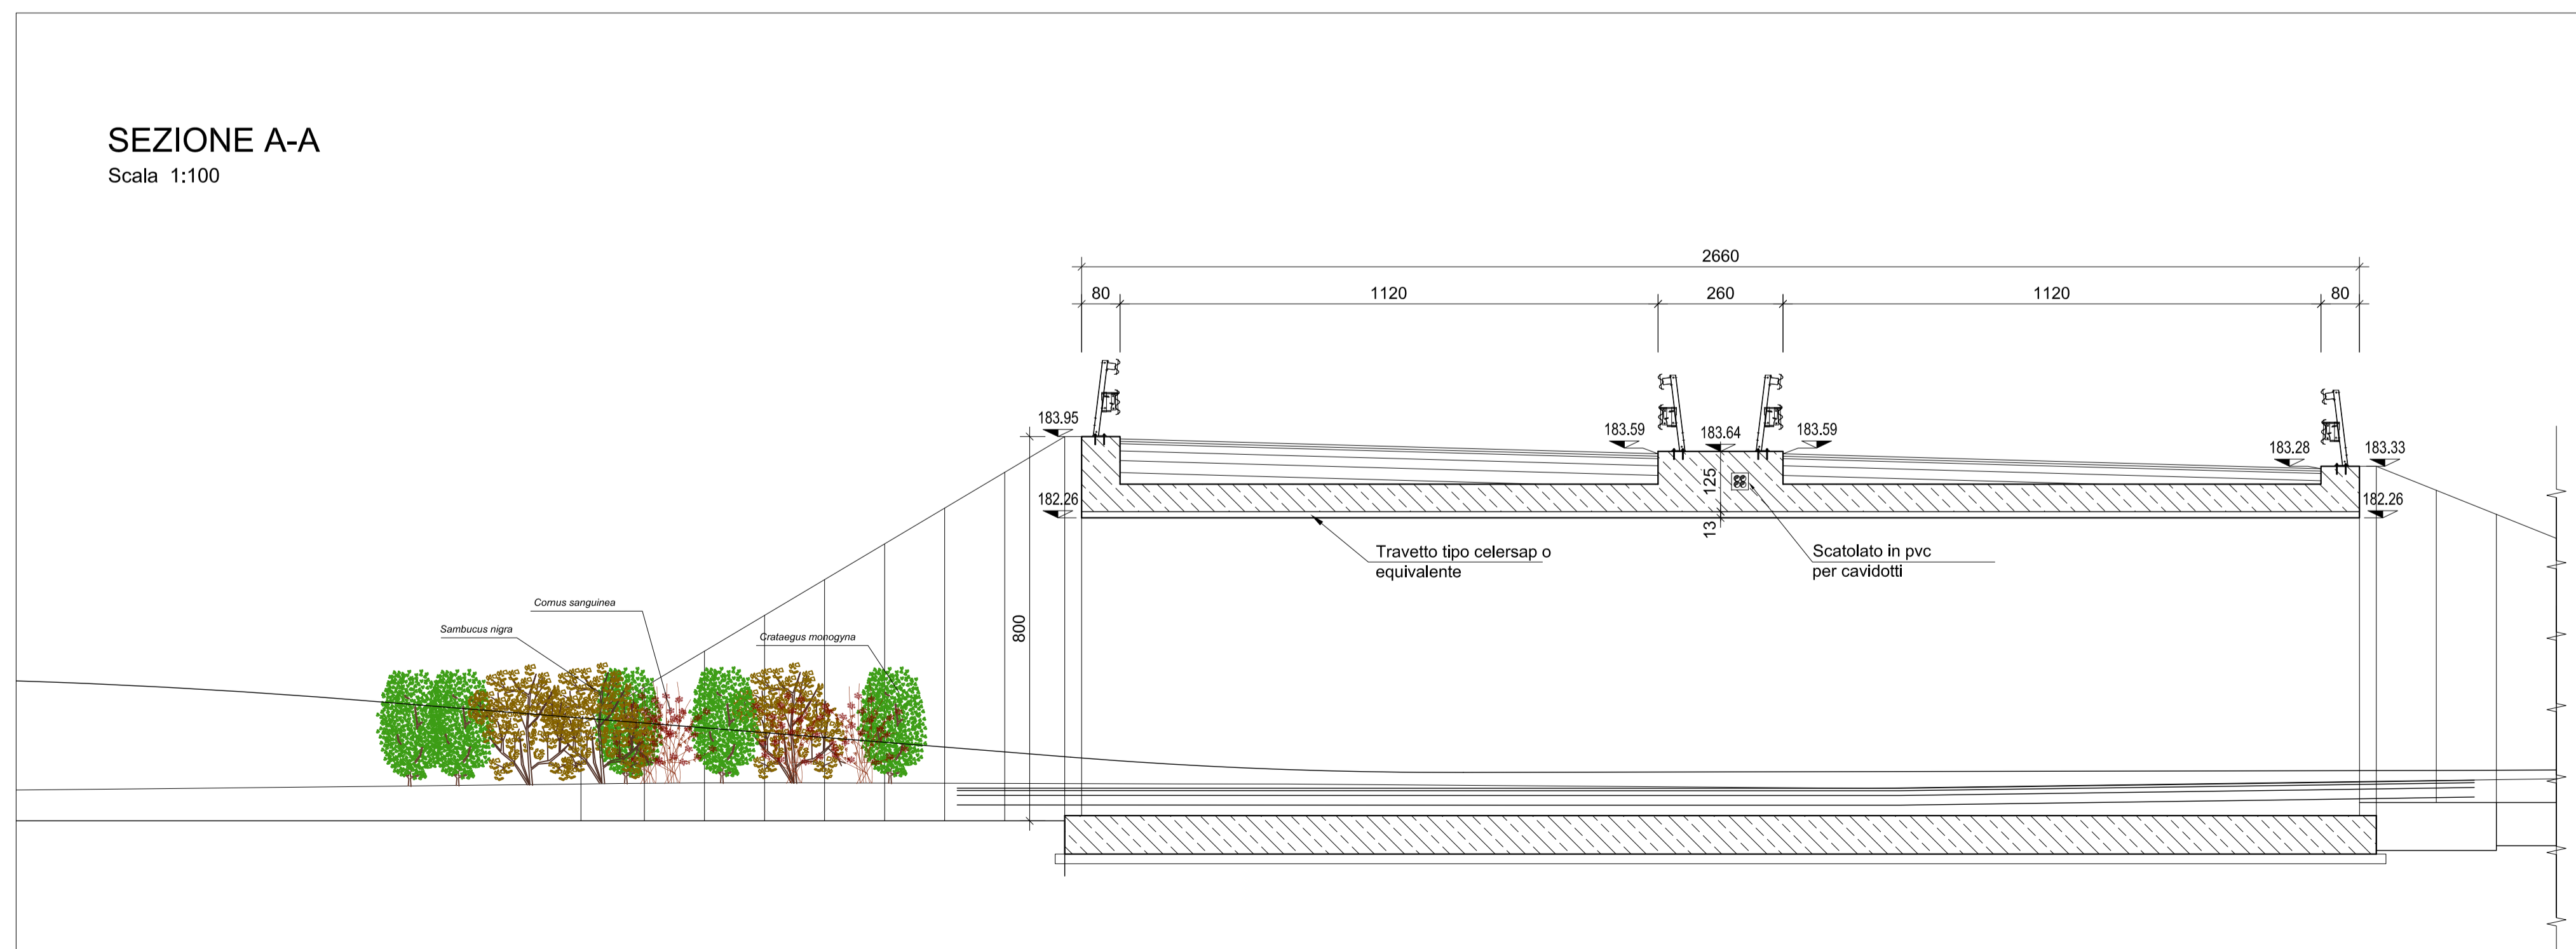 SEZIONE A-A
Scala 1:100
2660
80
1120
260
1120
80
183.95
183.59
183.64
183.59
183.28
183.33
125
182.26
182.26
13
Travetto tipo celersap o
equivalente
Scatolato in pvc
per cavidotti
800
Cornus sanguinea
Sambucus nigra
Crataegus monogyna